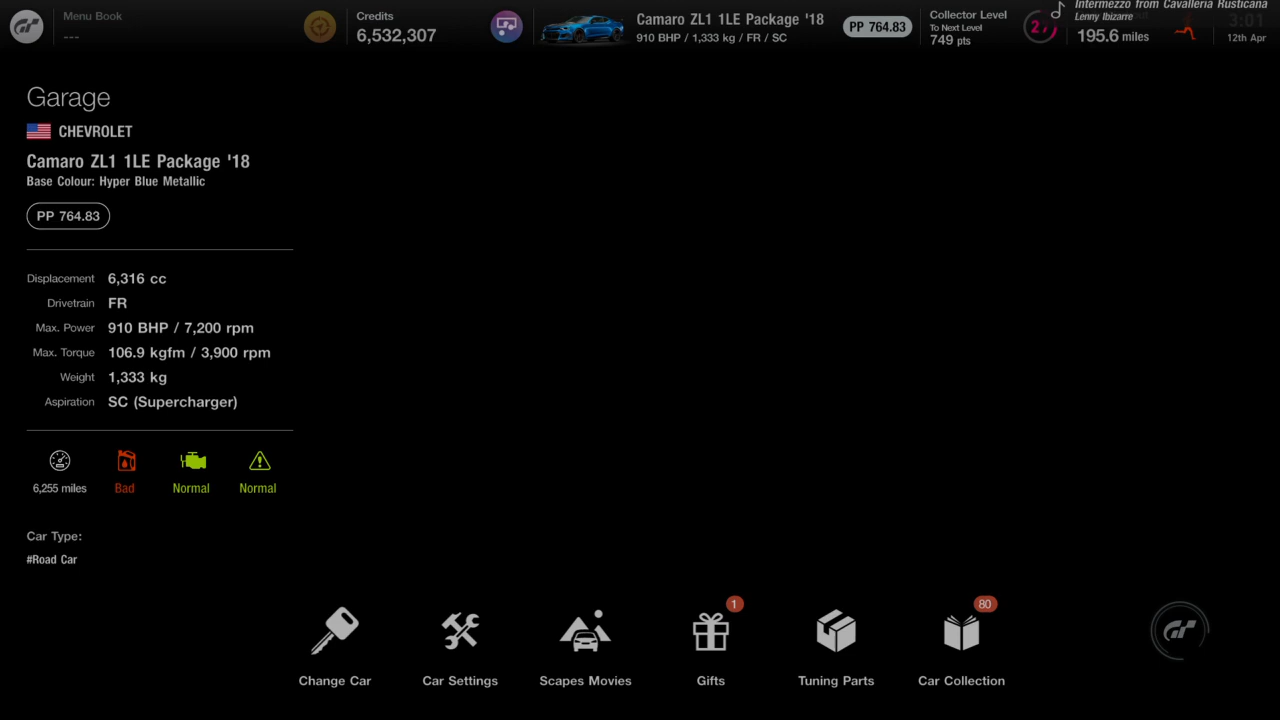 Menu Book
---
Credits
6,532,307
Camaro ZL1 1LE Package '18
910 BHP / 1,333 kg / FR / SC
PP 764.83
Collector Level
To Next Level
749 pts
Intermezzo from Cavalleria Rusticana
Lenny Ibizarre
195.6 miles
3:01
12th Apr
Garage
CHEVROLET
Camaro ZL1 1LE Package '18
Base Colour: Hyper Blue Metallic
PP 764.83
Displacement 6,316 cc
Drivetrain FR
Max. Power 910 BHP / 7,200 rpm
Max. Torque 106.9 kgfm / 3,900 rpm
Weight 1,333 kg
Aspiration SC (Supercharger)
6,255 miles
Bad
Normal
Normal
Car Type:
#Road Car
1
80
Change Car
Car Settings
Scapes Movies
Gifts
Tuning Parts
Car Collection